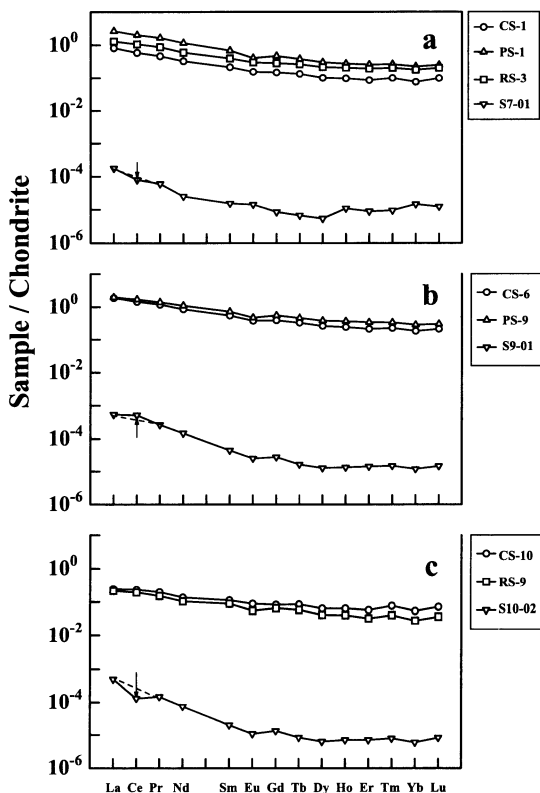 Sample / Chondrite
10^0
10^-2
10^-4
10^-6
a
CS-1
PS-1
RS-3
S7-01
10^0
10^-2
10^-4
10^-6
b
CS-6
PS-9
S9-01
10^0
10^-2
10^-4
10^-6
c
CS-10
RS-9
S10-02
La Ce Pr Nd Sm Eu Gd Tb Dy Ho Er Tm Yb Lu